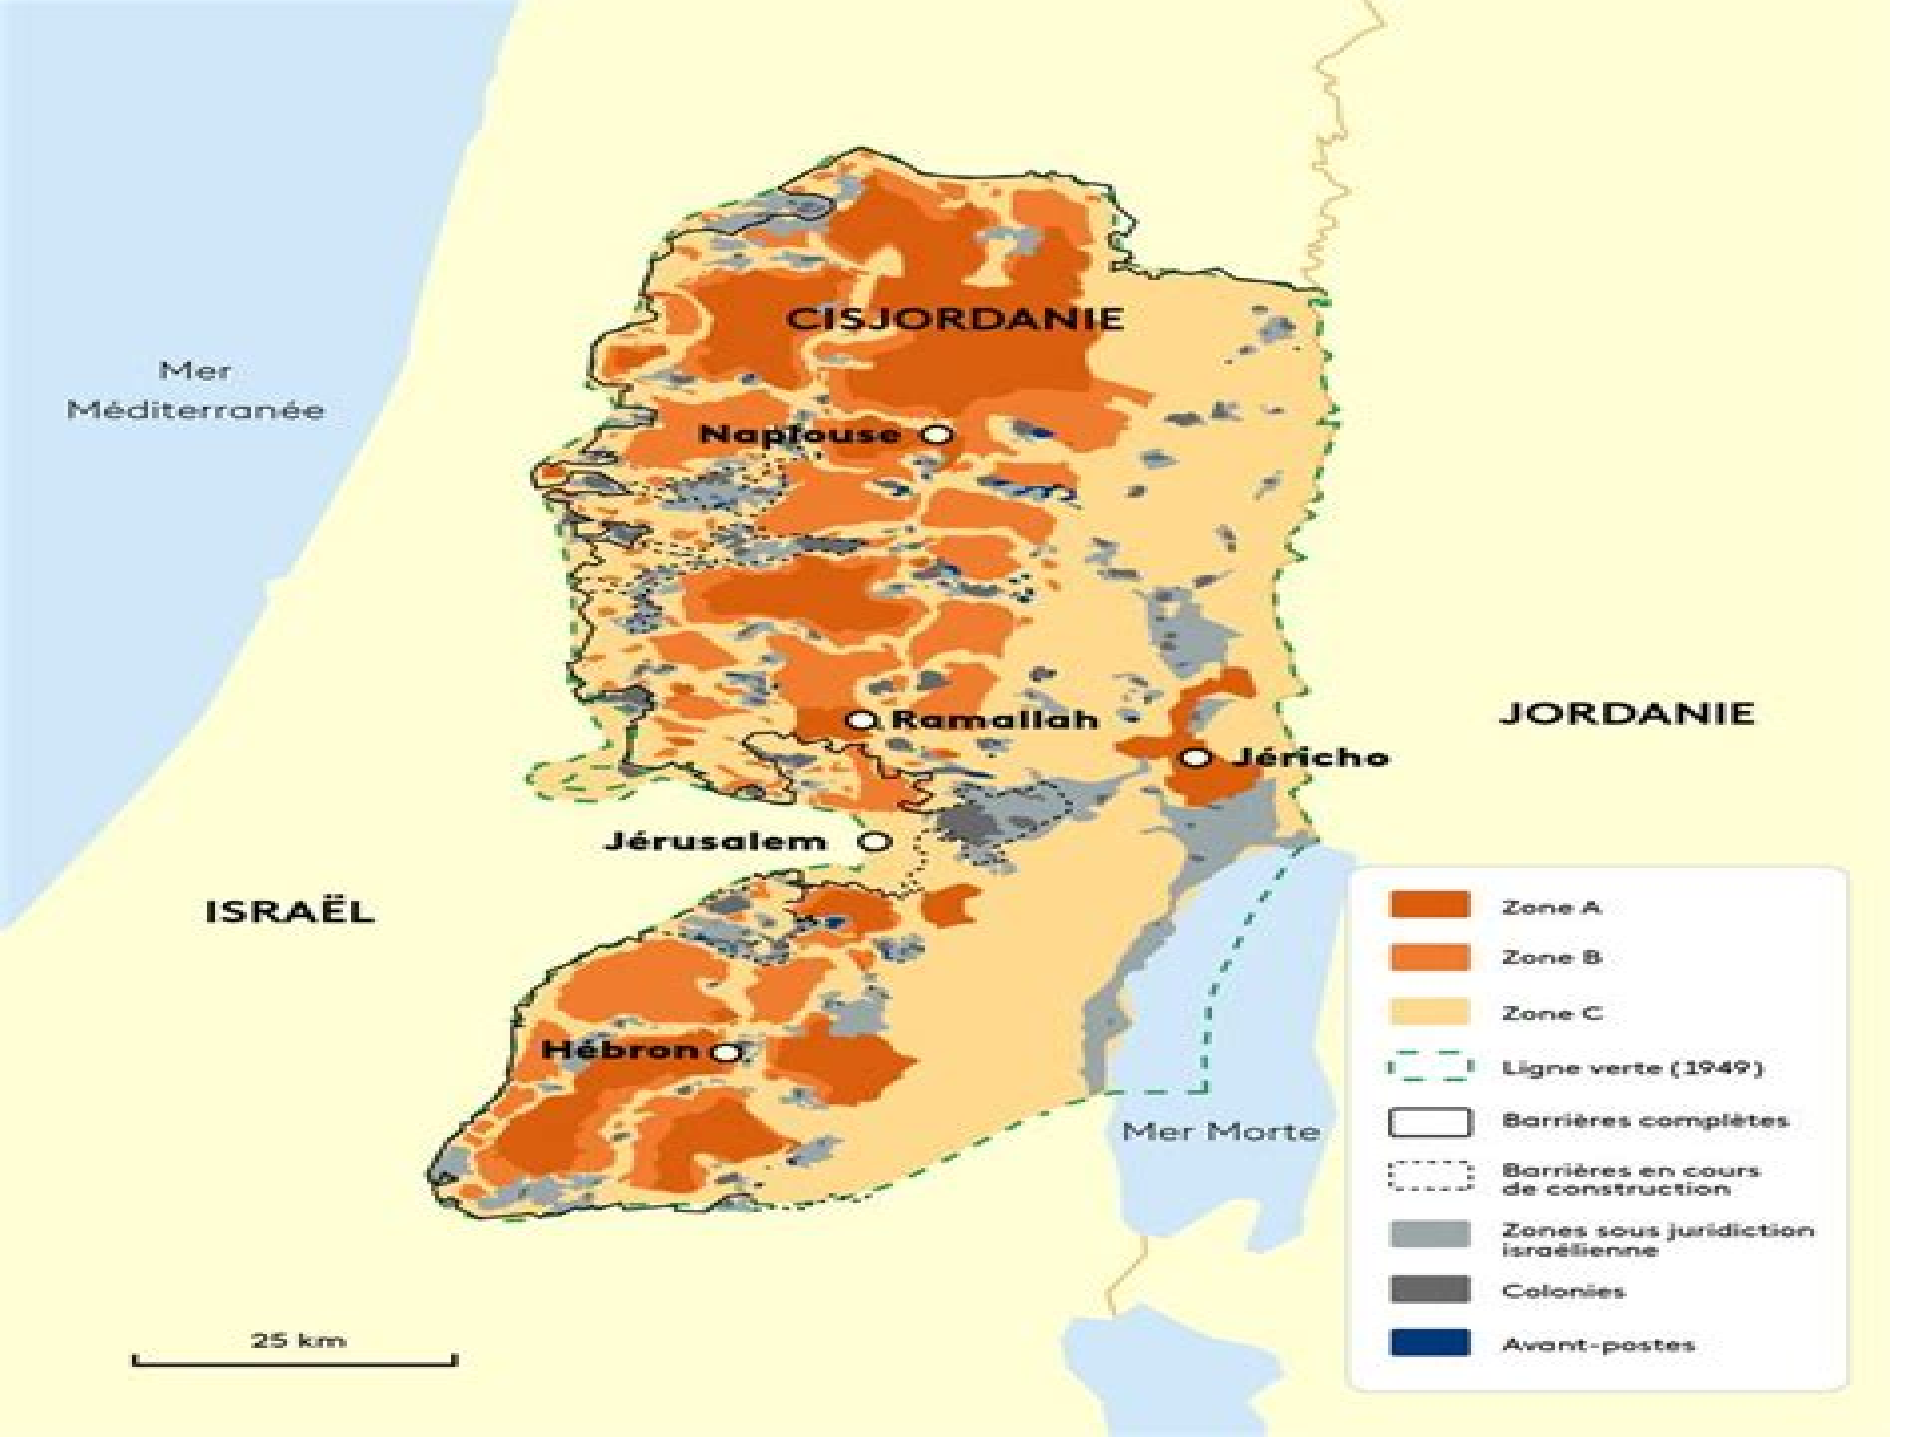 CISJORDANIE
Mer
Méditerranée
Naplouse
Ramallah
JORDANIE
Jéricho
Jérusalem
ISRAËL
Hébron
Mer Morte
25 km
Zone A
Zone B
Zone C
Ligne verte (1949)
Barrières complètes
Barrières en cours
de construction
Zones sous juridiction
israélienne
Colonies
Avant-postes